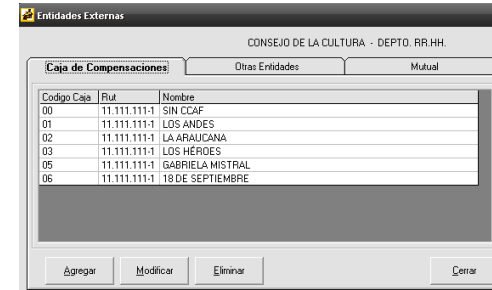 Entidades Externas
CONSEJO DE LA CULTURA - DEPTO. RR.HH.
Caja de Compensaciones Otras Entidades Mutual
Codigo Caja Rut Nombre
00 11.111.111-1 SIN CCAF
01 11.111.111-1 LOS ANDES
02 11.111.111-1 LA ARAUCANA
03 11.111.111-1 LOS HÉROES
05 11.111.111-1 GABRIELA MISTRAL
06 11.111.111-1 18 DE SEPTIEMBRE
Agregar Modificar Eliminar Cerrar